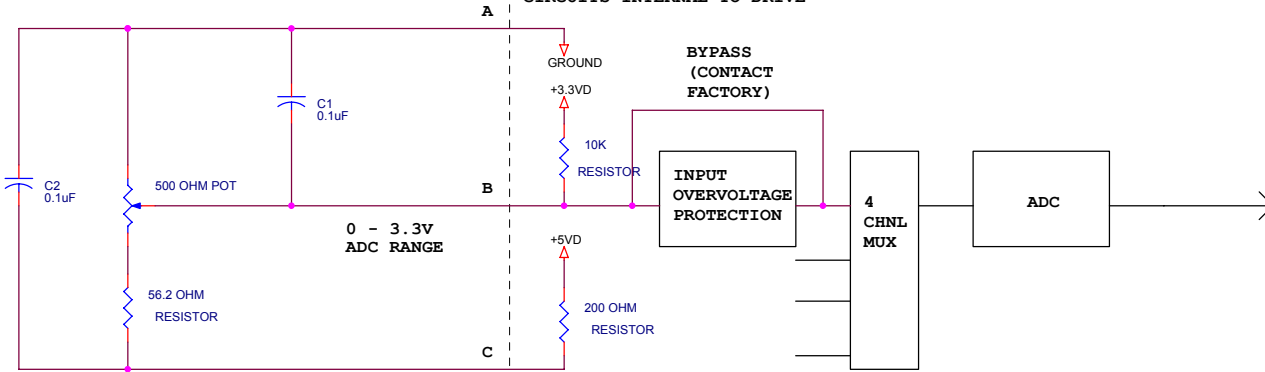 A
GROUND
BYPASS
(CONTACT
FACTORY)
+3.3VD
C1
0.1uF
10K
RESISTOR
C2
0.1uF
500 OHM POT
B
INPUT
OVERVOLTAGE
PROTECTION
4
CHNL
MUX
ADC
0 - 3.3V
ADC RANGE
+5VD
56.2 OHM
RESISTOR
200 OHM
RESISTOR
C